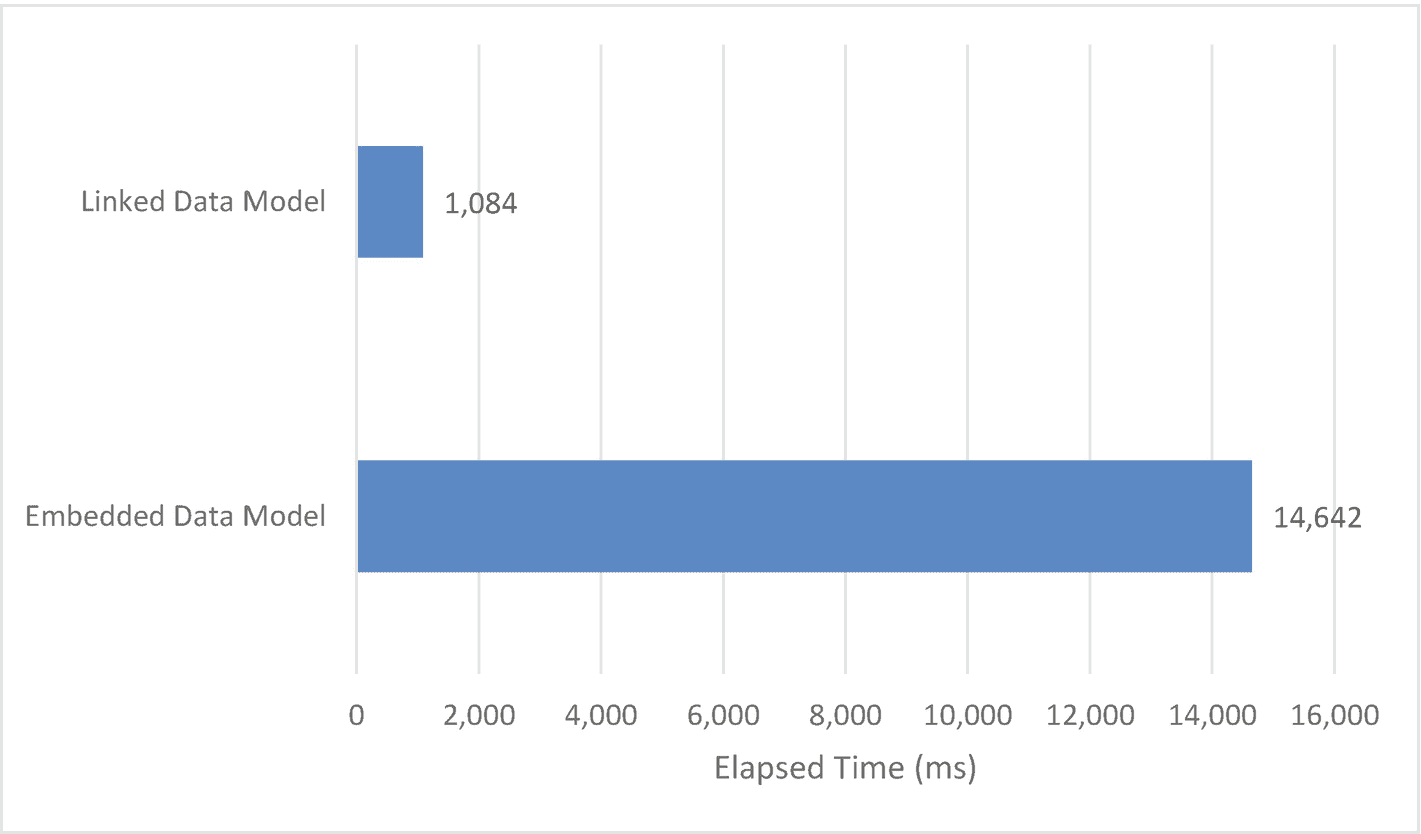 Linked Data Model
1,084
Embedded Data Model
14,642
0 2,000 4,000 6,000 8,000 10,000 12,000 14,000 16,000
Elapsed Time (ms)